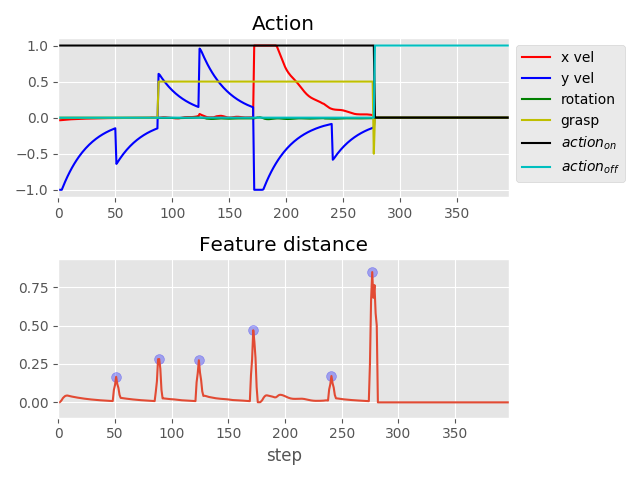 Action
1.0
0.5
0.0
−0.5
−1.0
0 50 100 150 200 250 300 350
x vel
y vel
rotation
grasp
action_on
action_off
Feature distance
0.75
0.50
0.25
0.00
0 50 100 150 200 250 300 350
step